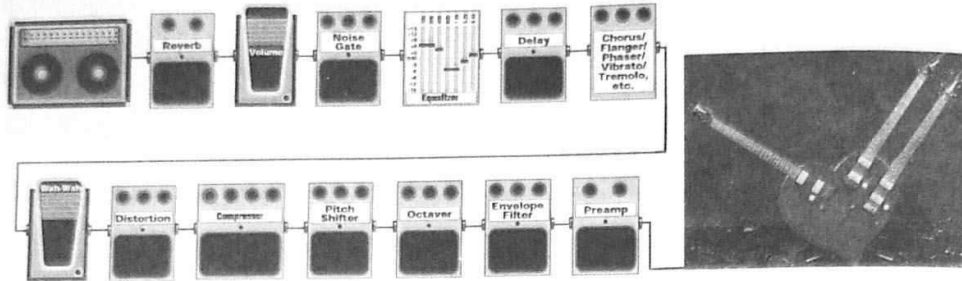 Reverb
Volume
Noise
Gate
Equalizer
Delay
Chorus/
Flanger/
Phaser/
Vibrato/
Tremolo,
etc.
Wah-Wah
Distortion
Compressor
Pitch
Shifter
Octaver
Envelope
Filter
Preamp